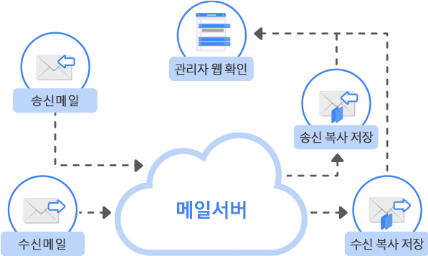 관리자 웹 확인
송신메일
송신 복사 저장
메일서버
수신메일
수신 복사 저장